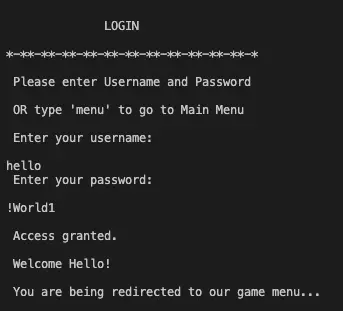 LOGIN
*-**-**-**-**-**-**-**-**-**-**-**-*
Please enter Username and Password
OR type 'menu' to go to Main Menu
Enter your username:
hello
Enter your password:
!World1
Access granted.
Welcome Hello!
You are being redirected to our game menu...